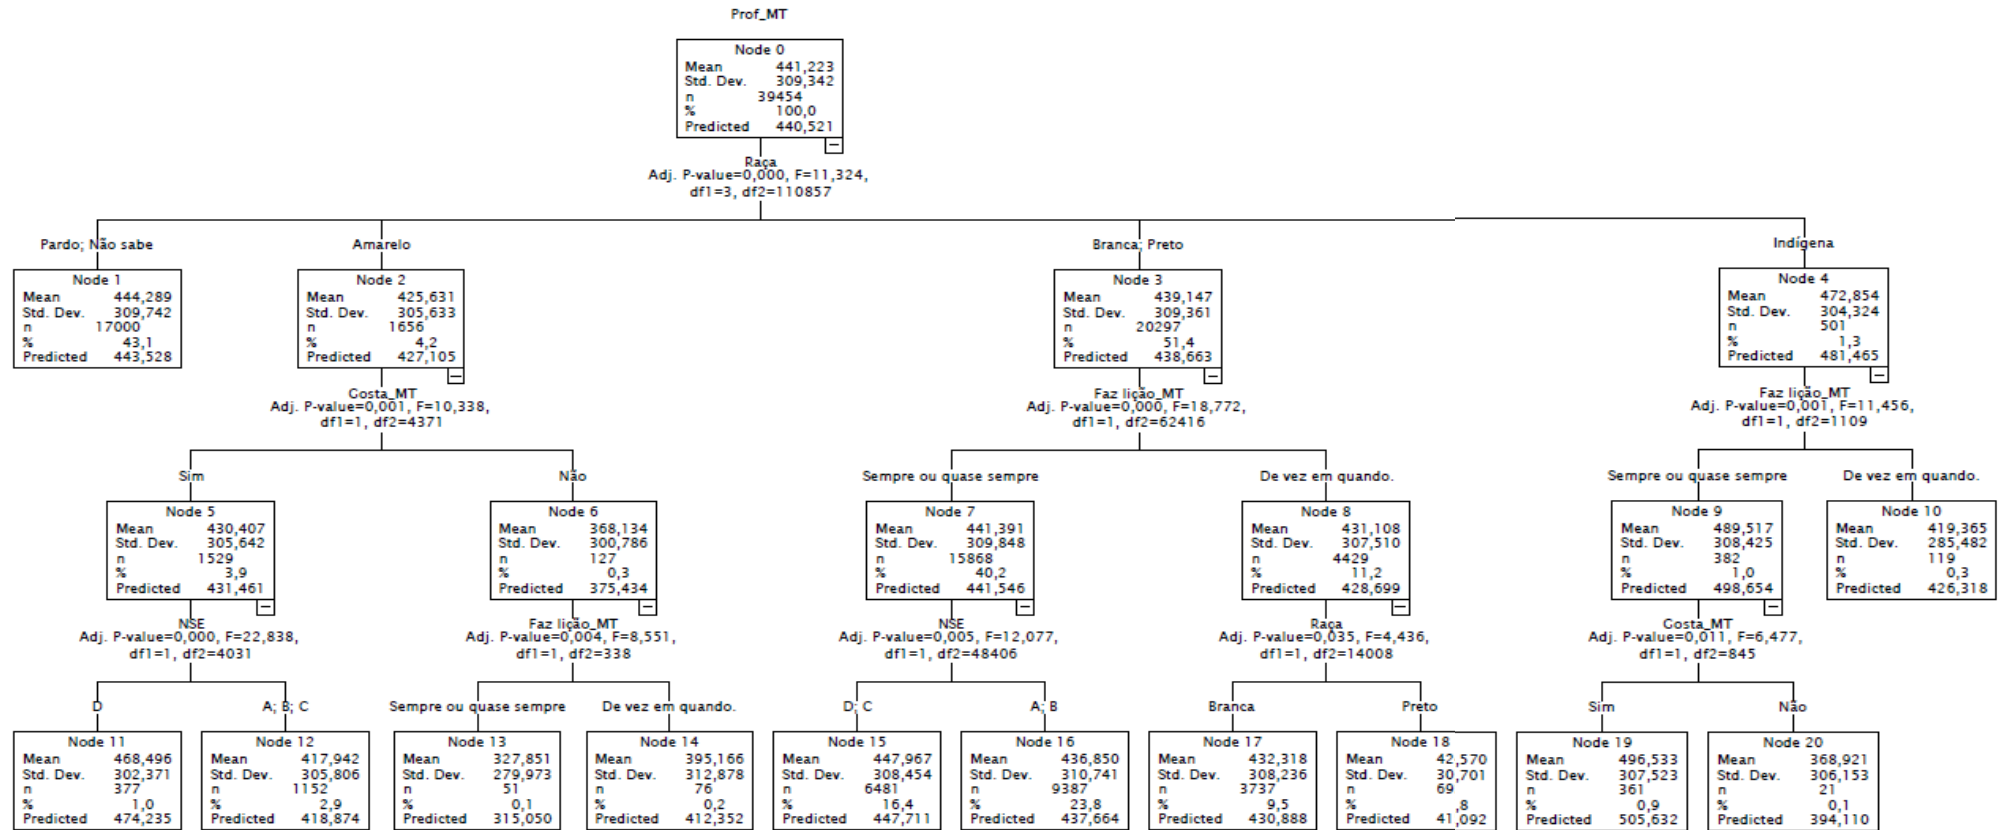 Prof_MT
Node 0
Mean 441,223
Std. Dev. 309,342
n 39454
% 100,0
Predicted 440,521
Raça
Adj. P-value=0,000, F=11,324,
df1=3, df2=110857
Pardo; Não sabe
Node 1
Mean 444,289
Std. Dev. 309,742
n 17000
% 43,1
Predicted 443,528
Amarelo
Node 2
Mean 425,631
Std. Dev. 305,633
n 1656
% 4,2
Predicted 427,105
Gosta_MT
Adj. P-value=0,001, F=10,338,
df1=1, df2=4371
Branca; Preto
Node 3
Mean 439,147
Std. Dev. 309,361
n 20297
% 51,4
Predicted 438,663
Faz lição_MT
Adj. P-value=0,000, F=18,772,
df1=1, df2=62416
Indígena
Node 4
Mean 472,854
Std. Dev. 304,324
n 501
% 1,3
Predicted 481,465
Faz lição_MT
Adj. P-value=0,001, F=11,456,
df1=1, df2=1109
Sim
Node 5
Mean 430,407
Std. Dev. 305,642
n 1529
% 3,9
Predicted 431,461
NSE
Adj. P-value=0,000, F=22,838,
df1=1, df2=4031
Não
Node 6
Mean 368,134
Std. Dev. 300,786
n 127
% 0,3
Predicted 375,434
Faz lição_MT
Adj. P-value=0,004, F=8,551,
df1=1, df2=338
Sempre ou quase sempre
Node 7
Mean 441,391
Std. Dev. 309,848
n 15868
% 40,2
Predicted 441,546
NSE
Adj. P-value=0,005, F=12,077,
df1=1, df2=48406
De vez em quando.
Node 8
Mean 431,108
Std. Dev. 307,510
n 4429
% 11,2
Predicted 428,699
Raça
Adj. P-value=0,035, F=4,436,
df1=1, df2=14008
Sempre ou quase sempre
Node 9
Mean 489,517
Std. Dev. 308,425
n 382
% 1,0
Predicted 498,654
Gosta_MT
Adj. P-value=0,011, F=6,477,
df1=1, df2=845
De vez em quando.
Node 10
Mean 419,365
Std. Dev. 285,482
n 119
% 0,3
Predicted 426,318
D
Node 11
Mean 468,496
Std. Dev. 302,371
n 377
% 1,0
Predicted 474,235
A; B; C
Node 12
Mean 417,942
Std. Dev. 305,806
n 1152
% 2,9
Predicted 418,874
Sempre ou quase sempre
Node 13
Mean 327,851
Std. Dev. 279,973
n 51
% 0,1
Predicted 315,050
De vez em quando.
Node 14
Mean 395,166
Std. Dev. 312,878
n 76
% 0,2
Predicted 412,352
D; C
Node 15
Mean 447,967
Std. Dev. 308,454
n 6481
% 16,4
Predicted 447,711
A; B
Node 16
Mean 436,850
Std. Dev. 310,741
n 9387
% 23,8
Predicted 437,664
Branca
Node 17
Mean 432,318
Std. Dev. 308,236
n 3737
% 9,5
Predicted 430,888
Preto
Node 18
Mean 42,570
Std. Dev. 30,701
n 69
% ,8
Predicted 41,092
Sim
Node 19
Mean 496,533
Std. Dev. 307,523
n 361
% 0,9
Predicted 505,632
Não
Node 20
Mean 368,921
Std. Dev. 306,153
n 21
% 0,1
Predicted 394,110